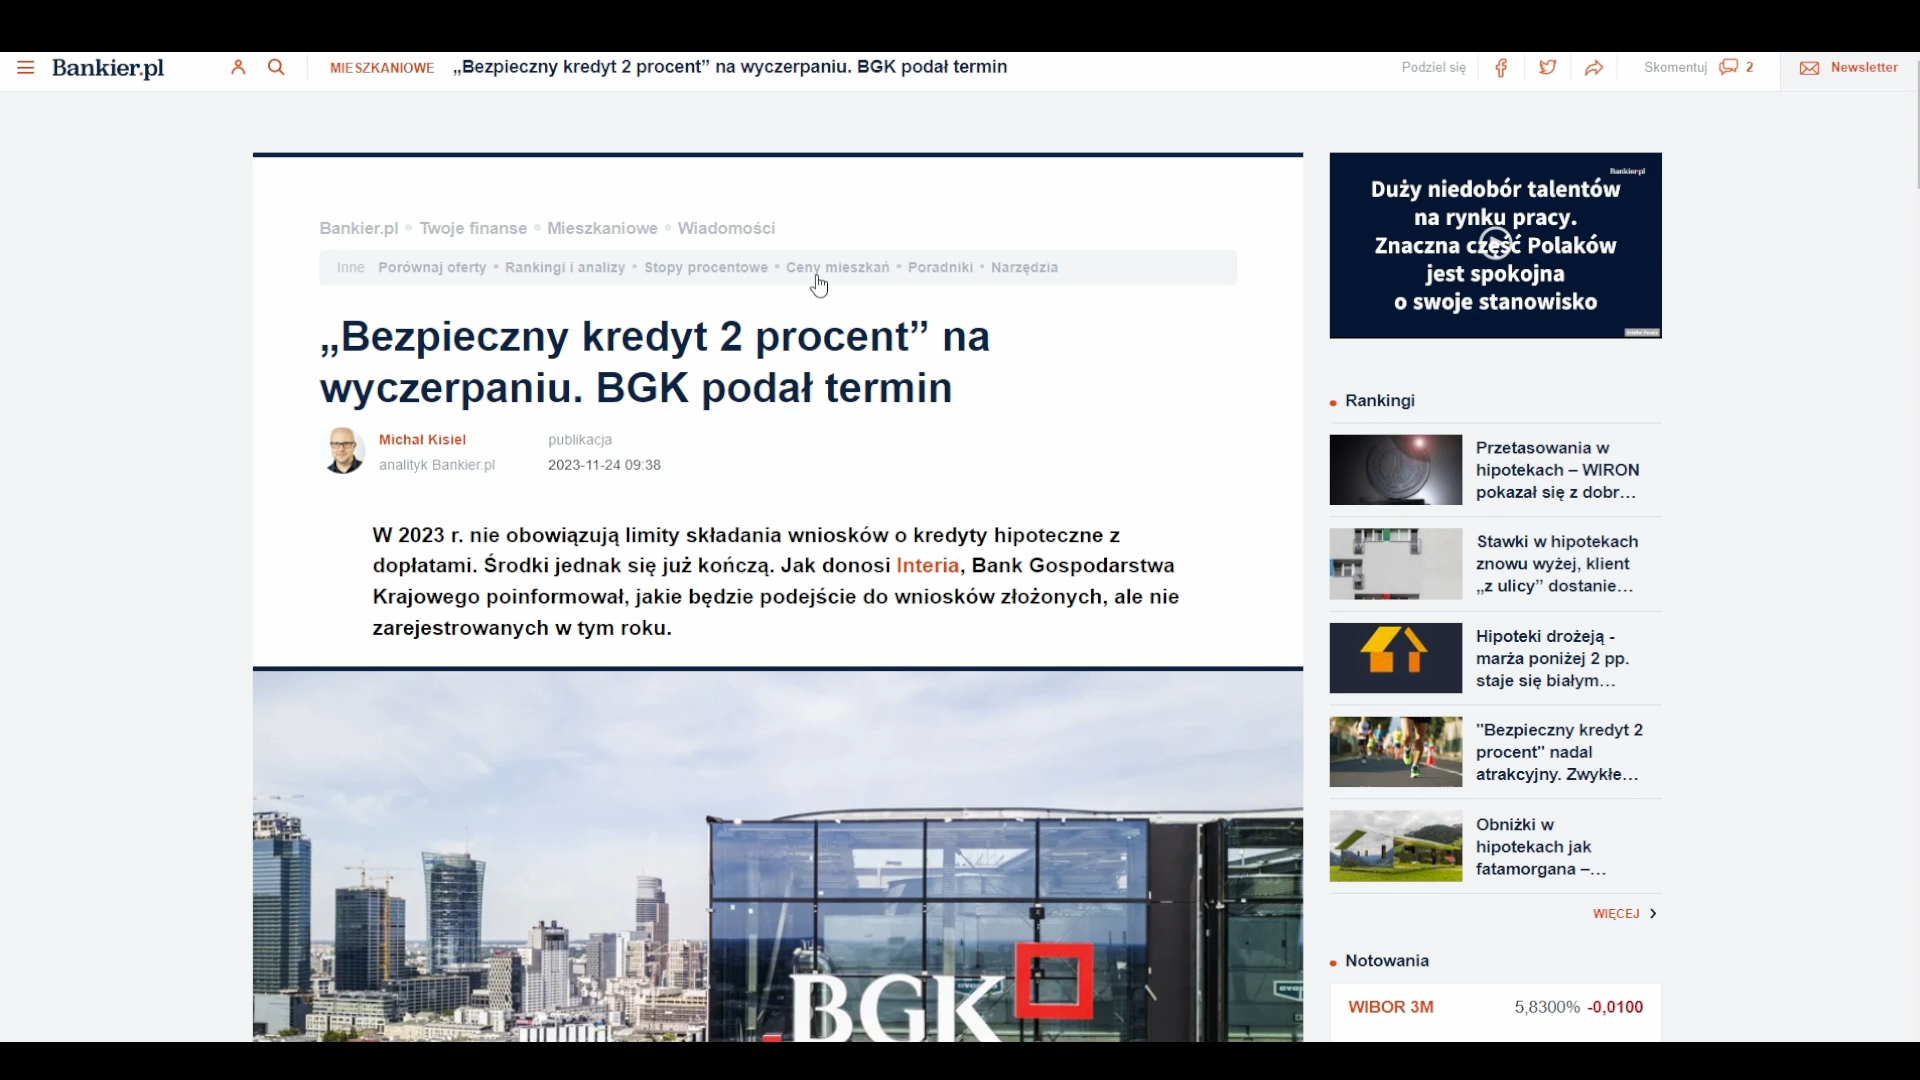 Bankier.pl
MIESZKANIOWE „Bezpieczny kredyt 2 procent” na wyczerpaniu. BGK podał termin
Podziel się
Skomentuj 2
Newsletter
Bankier.pl • Twoje finanse • Mieszkaniowe • Wiadomości
Inne Porównaj oferty • Rankingi i analizy • Stopy procentowe • Ceny mieszkań • Poradniki • Narzędzia
„Bezpieczny kredyt 2 procent” na
wyczerpaniu. BGK podał termin
Michał Kisiel
analityk Bankier.pl
publikacja
2023-11-24 09:38
W 2023 r. nie obowiązują limity składania wniosków o kredyty hipoteczne z
dopłatami. Środki jednak się już kończą. Jak donosi Interia, Bank Gospodarstwa
Krajowego poinformował, jakie będzie podejście do wniosków złożonych, ale nie
zarejestrowanych w tym roku.
BGK
Bankier.pl
Duży niedobór talentów
na rynku pracy.
Znaczna część Polaków
jest spokojna
o swoje stanowisko
Rankingi
Przetasowania w
hipotekach – WIRON
pokazał się z dobr...
Stawki w hipotekach
znowu wyżej, klient
„z ulicy” dostanie...
Hipoteki drożeją -
marża poniżej 2 pp.
staje się białym...
"Bezpieczny kredyt 2
procent" nadal
atrakcyjny. Zwykłe...
Obniżki w
hipotekach jak
fatamorgana –...
WIĘCEJ
Notowania
WIBOR 3M 5,8300% -0,0100